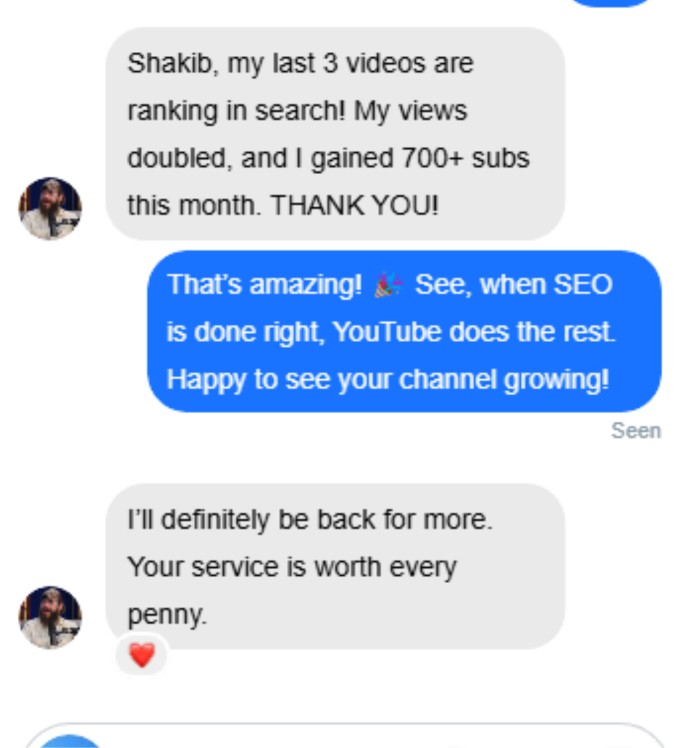 Shakib, my last 3 videos are
ranking in search! My views
doubled, and I gained 700+ subs
this month. THANK YOU!
That's amazing! 🎉 See, when SEO
is done right, YouTube does the rest.
Happy to see your channel growing!
Seen
I'll definitely be back for more.
Your service is worth every
penny.